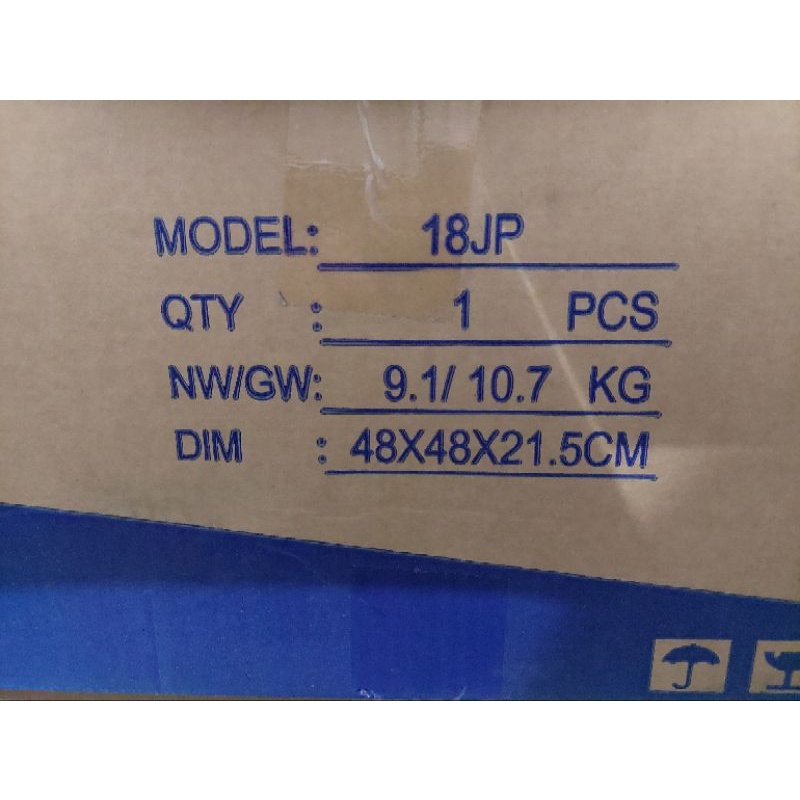 MODEL: 18JP
QTY : 1 PCS
NW/GW: 9.1/ 10.7 KG
DIM : 48X48X21.5CM